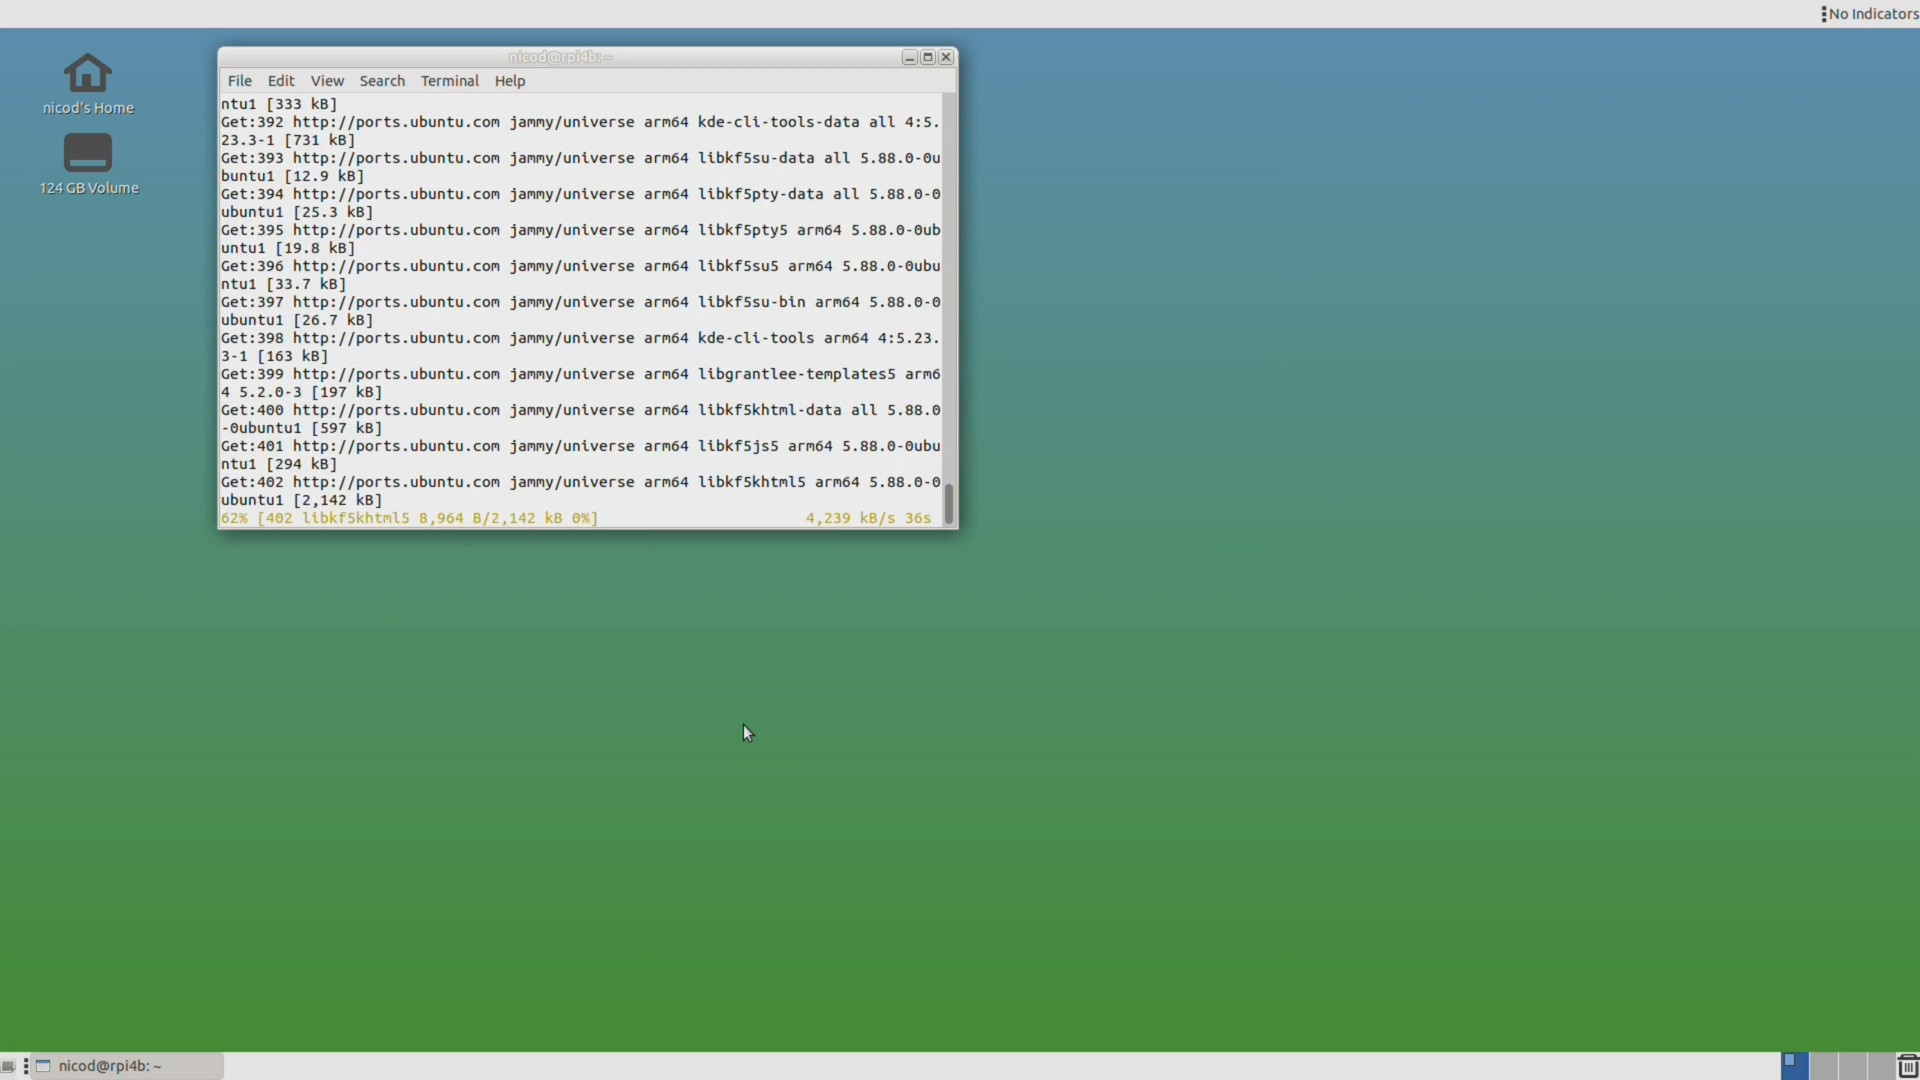 No Indicators
nicod's Home
124 GB Volume
nicod@rpi4b: ~
File Edit View Search Terminal Help
ntu1 [333 kB]
Get:392 http://ports.ubuntu.com jammy/universe arm64 kde-cli-tools-data all 4:5.
23.3-1 [731 kB]
Get:393 http://ports.ubuntu.com jammy/universe arm64 libkf5su-data all 5.88.0-0u
buntu1 [12.9 kB]
Get:394 http://ports.ubuntu.com jammy/universe arm64 libkf5pty-data all 5.88.0-0
ubuntu1 [25.3 kB]
Get:395 http://ports.ubuntu.com jammy/universe arm64 libkf5pty5 arm64 5.88.0-0ub
untu1 [19.8 kB]
Get:396 http://ports.ubuntu.com jammy/universe arm64 libkf5su5 arm64 5.88.0-0ubu
ntu1 [33.7 kB]
Get:397 http://ports.ubuntu.com jammy/universe arm64 libkf5su-bin arm64 5.88.0-0
ubuntu1 [26.7 kB]
Get:398 http://ports.ubuntu.com jammy/universe arm64 kde-cli-tools arm64 4:5.23.
3-1 [163 kB]
Get:399 http://ports.ubuntu.com jammy/universe arm64 libgrantlee-templates5 arm6
4 5.2.0-3 [197 kB]
Get:400 http://ports.ubuntu.com jammy/universe arm64 libkf5khtml-data all 5.88.0
-0ubuntu1 [597 kB]
Get:401 http://ports.ubuntu.com jammy/universe arm64 libkf5js5 arm64 5.88.0-0ubu
ntu1 [294 kB]
Get:402 http://ports.ubuntu.com jammy/universe arm64 libkf5khtml5 arm64 5.88.0-0
ubuntu1 [2,142 kB]
62% [402 libkf5khtml5 8,964 B/2,142 kB 0%] 4,239 kB/s 36s
nicod@rpi4b: ~